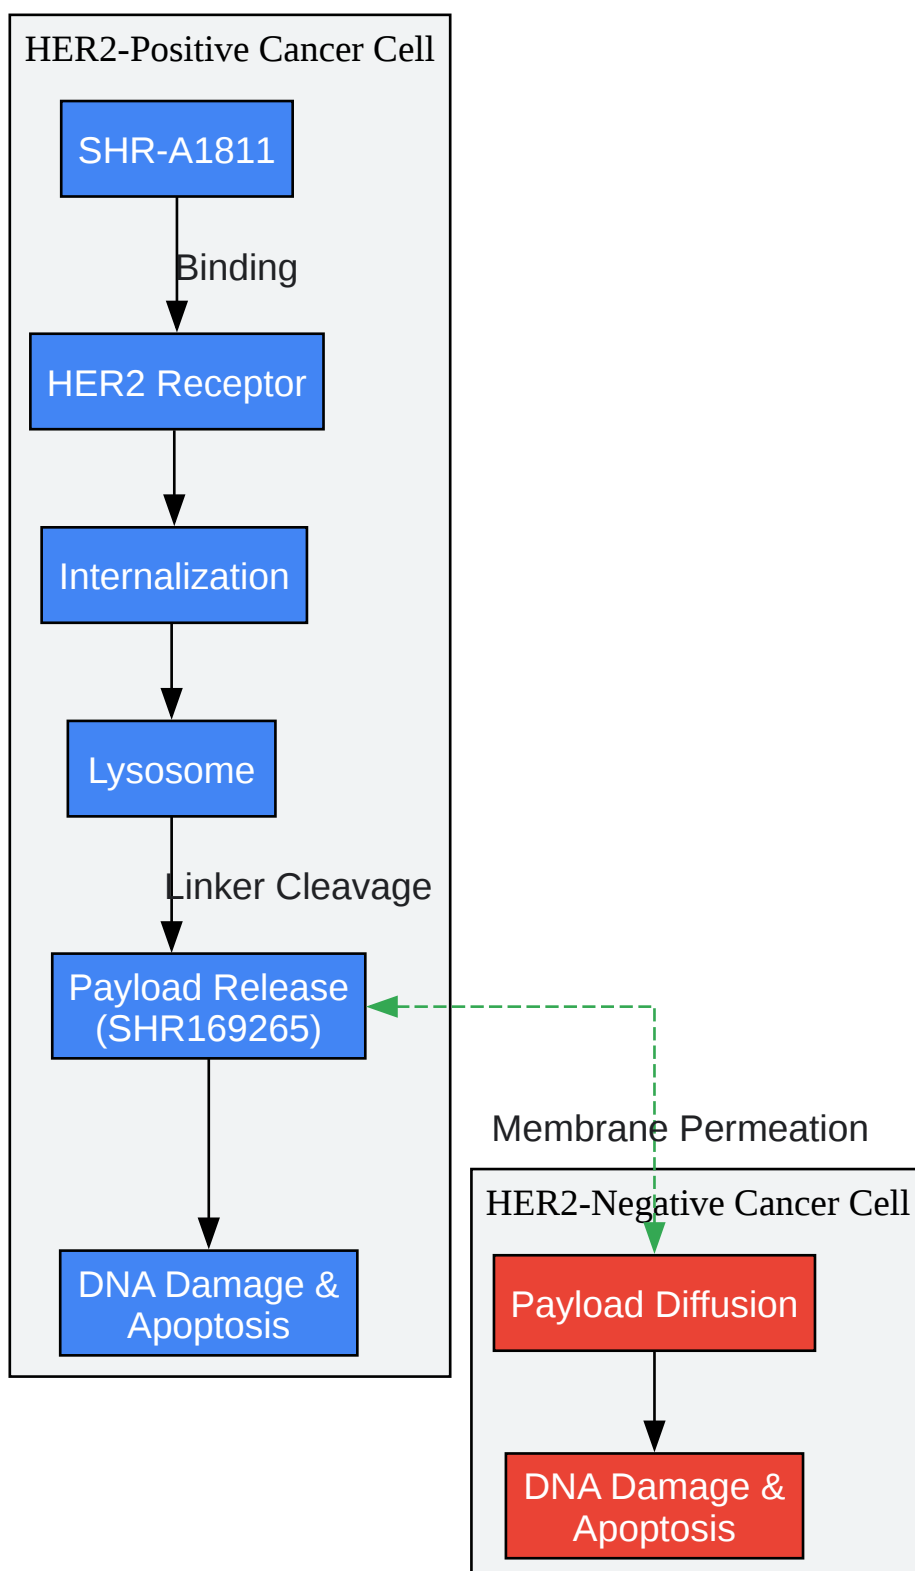 HER2-Positive Cancer Cell
SHR-A1811
Binding
HER2 Receptor
Internalization
Lysosome
Linker Cleavage
Payload Release
(SHR169265)
DNA Damage &
Apoptosis
Membrane Permeation
HER2-Negative Cancer Cell
Payload Diffusion
DNA Damage &
Apoptosis